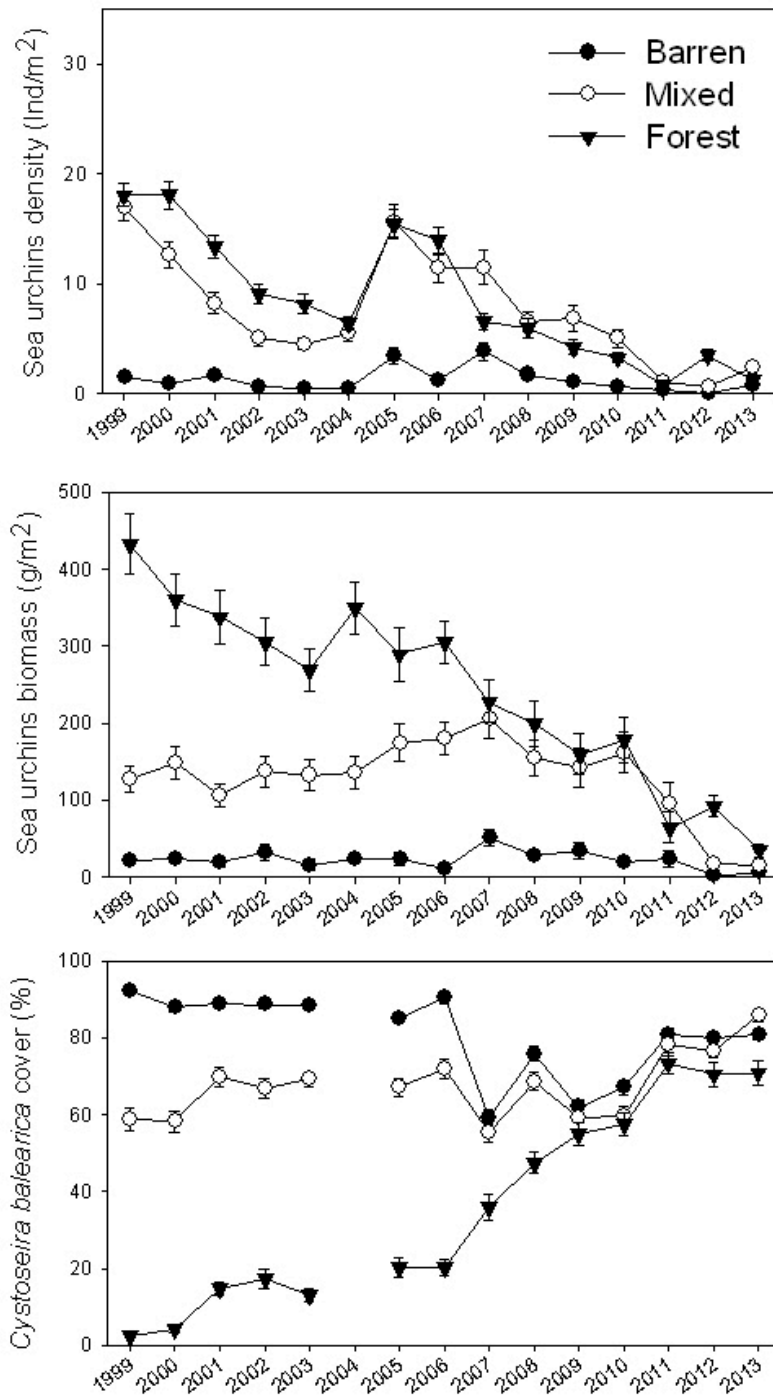 Sea urchins density (Ind/m²)
30
20
10
0
Barren
Mixed
Forest
1999 2000 2001 2002 2003 2004 2005 2006 2007 2008 2009 2010 2011 2012 2013
Sea urchins biomass (g/m²)
500
400
300
200
100
0
1999 2000 2001 2002 2003 2004 2005 2006 2007 2008 2009 2010 2011 2012 2013
Cystoseira balearica cover (%)
100
80
60
40
20
0
1999 2000 2001 2002 2003 2004 2005 2006 2007 2008 2009 2010 2011 2012 2013